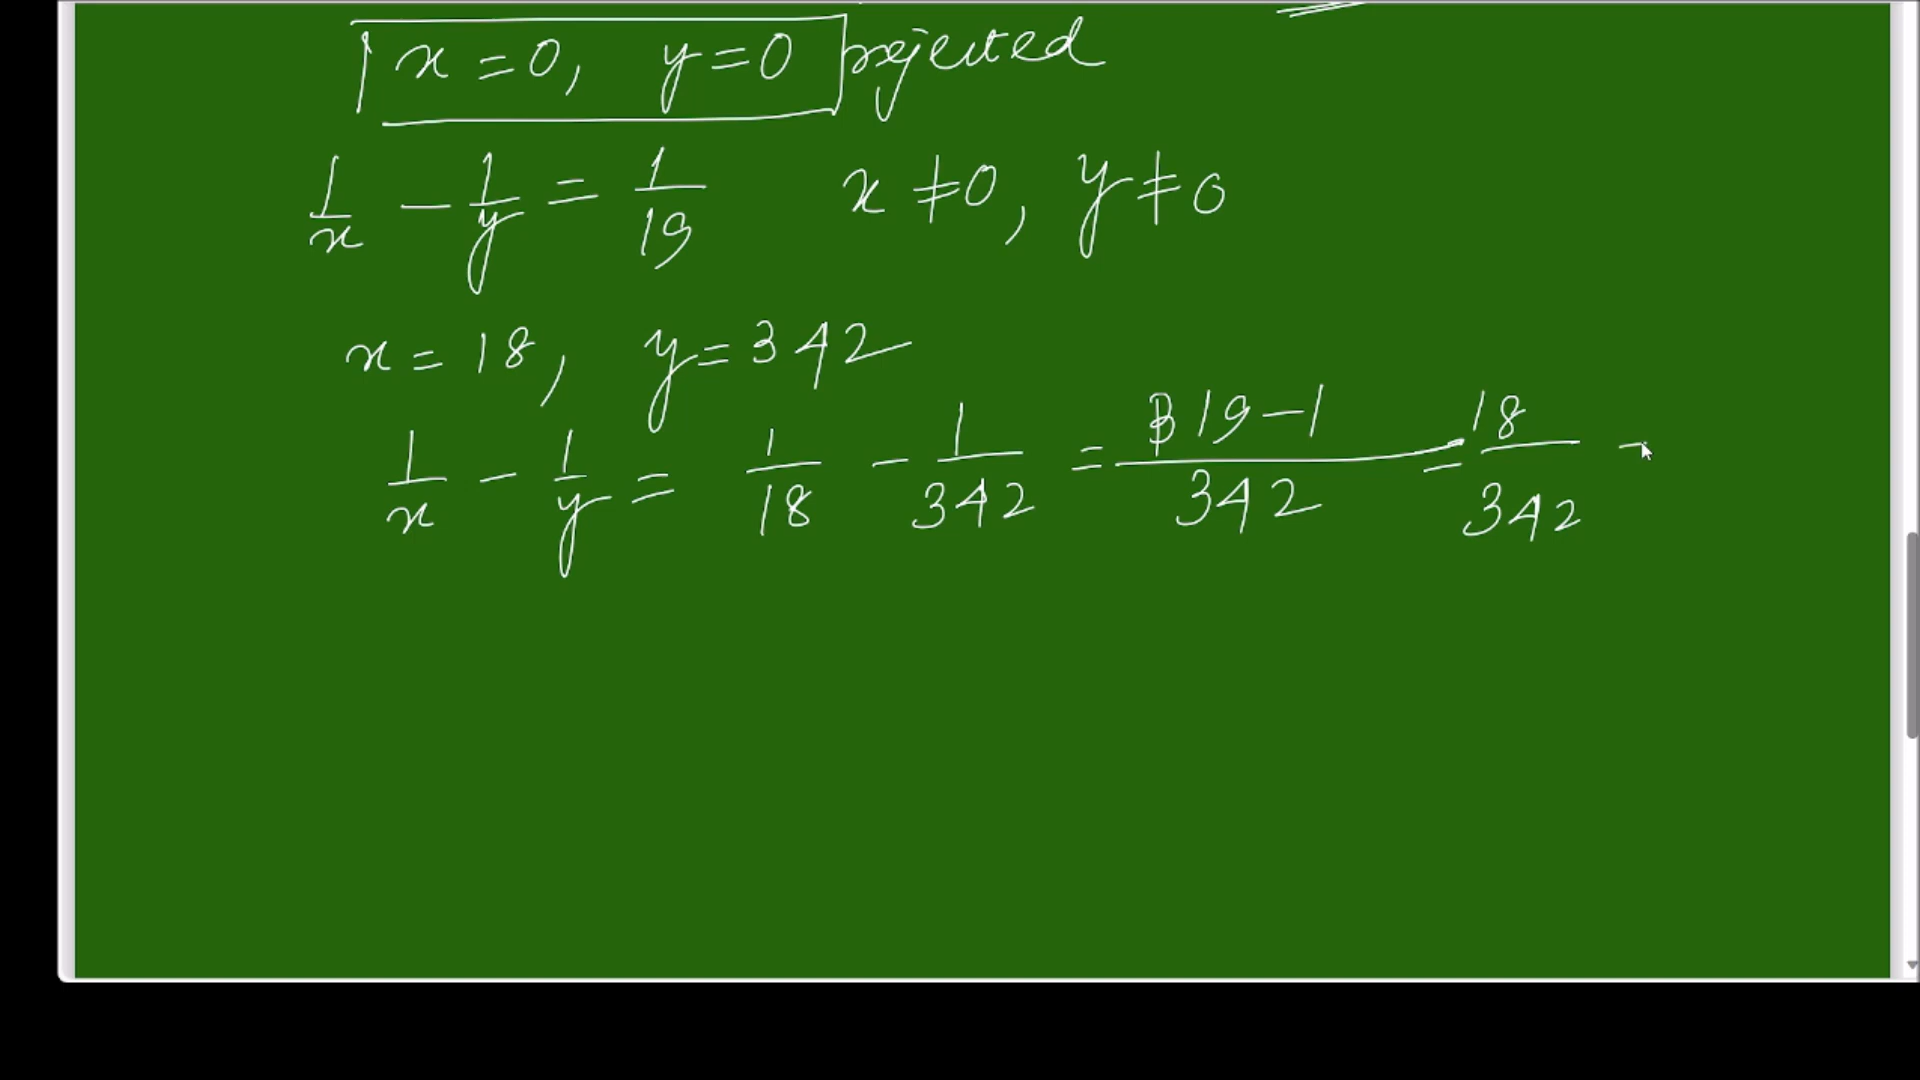 x = 0, y = 0 rejected
1/x - 1/y = 1/19 x ≠ 0, y ≠ 0
x = 18, y = 342
1/x - 1/y = 1/18 - 1/342 = 19-1/342 = 18/342 -